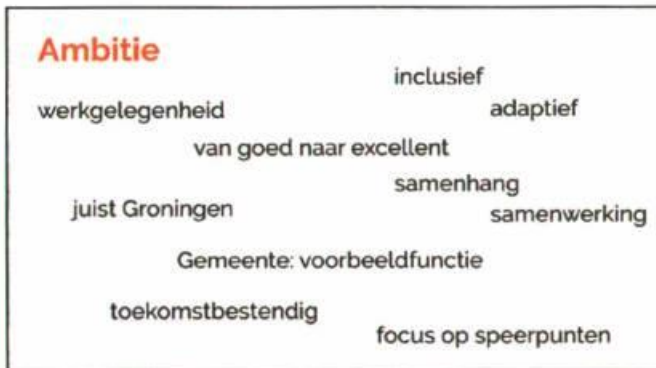 Ambitie
inclusief
werkgelegenheid
adaptief
van goed naar excellent
samenhang
juist Groningen
samenwerking
Gemeente: voorbeeldfunctie
toekomstbestendig
focus op speerpunten